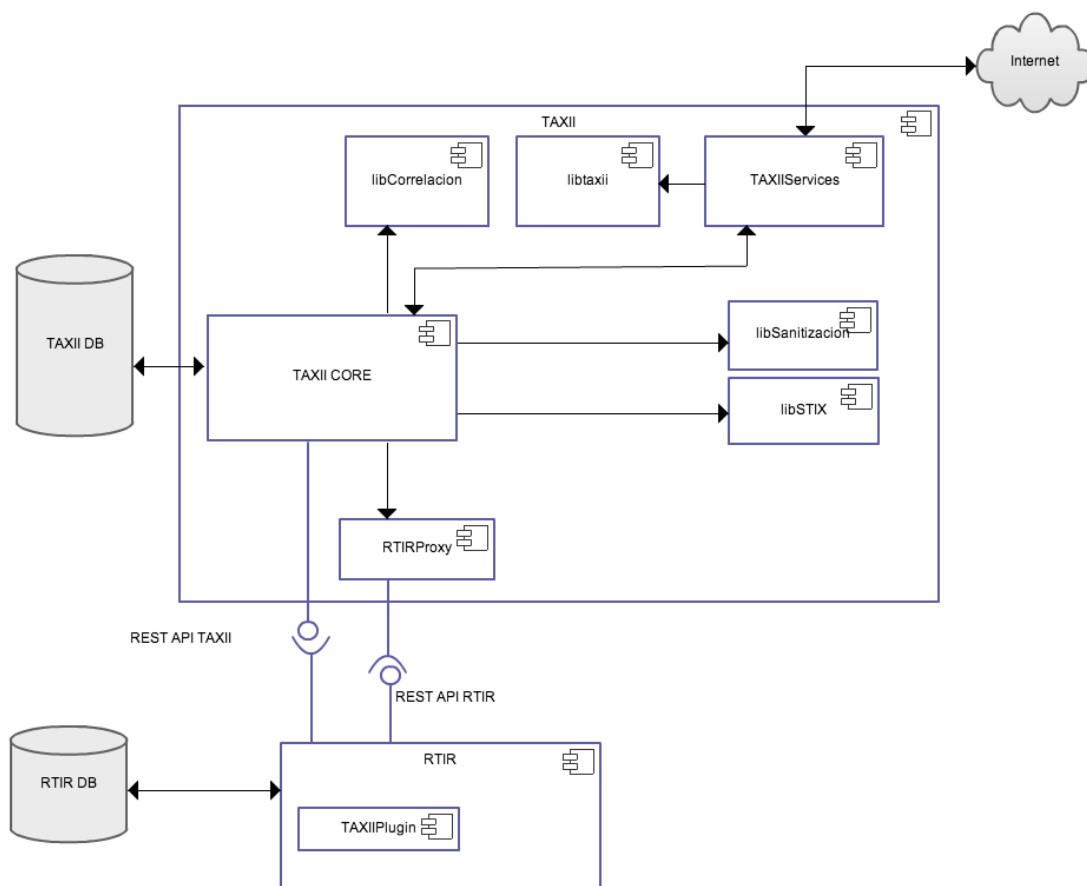 Internet
TAXII
libCorrelacion
libtaxii
TAXIIServices
TAXII DB
TAXII CORE
libSanitizacion
libSTIX
RTIRProxy
REST API TAXII
REST API RTIR
RTIR
RTIR DB
TAXIIPlugin